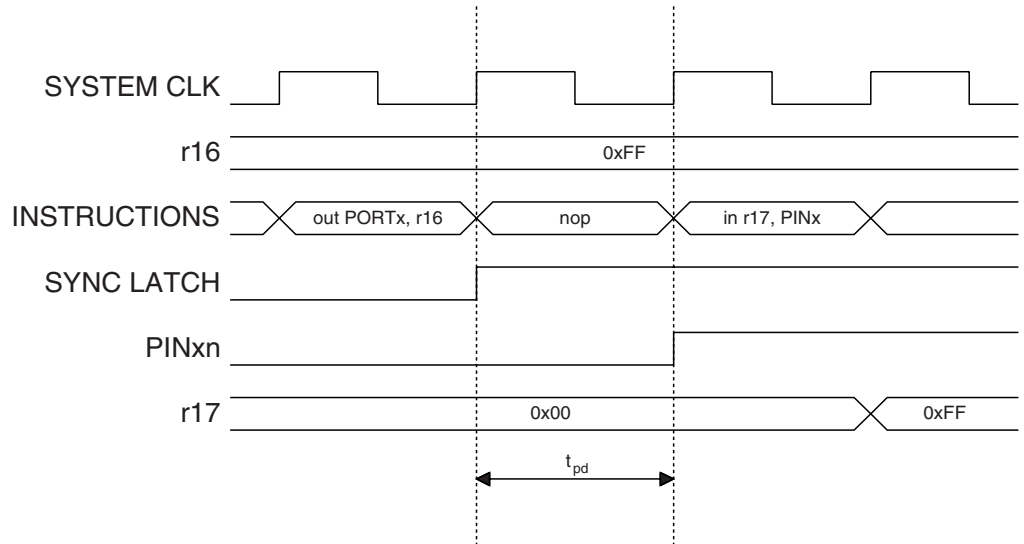 SYSTEM CLK
r16
0xFF
INSTRUCTIONS
out PORTx, r16
nop
in r17, PINx
SYNC LATCH
PINxn
r17
0x00
0xFF
tpd